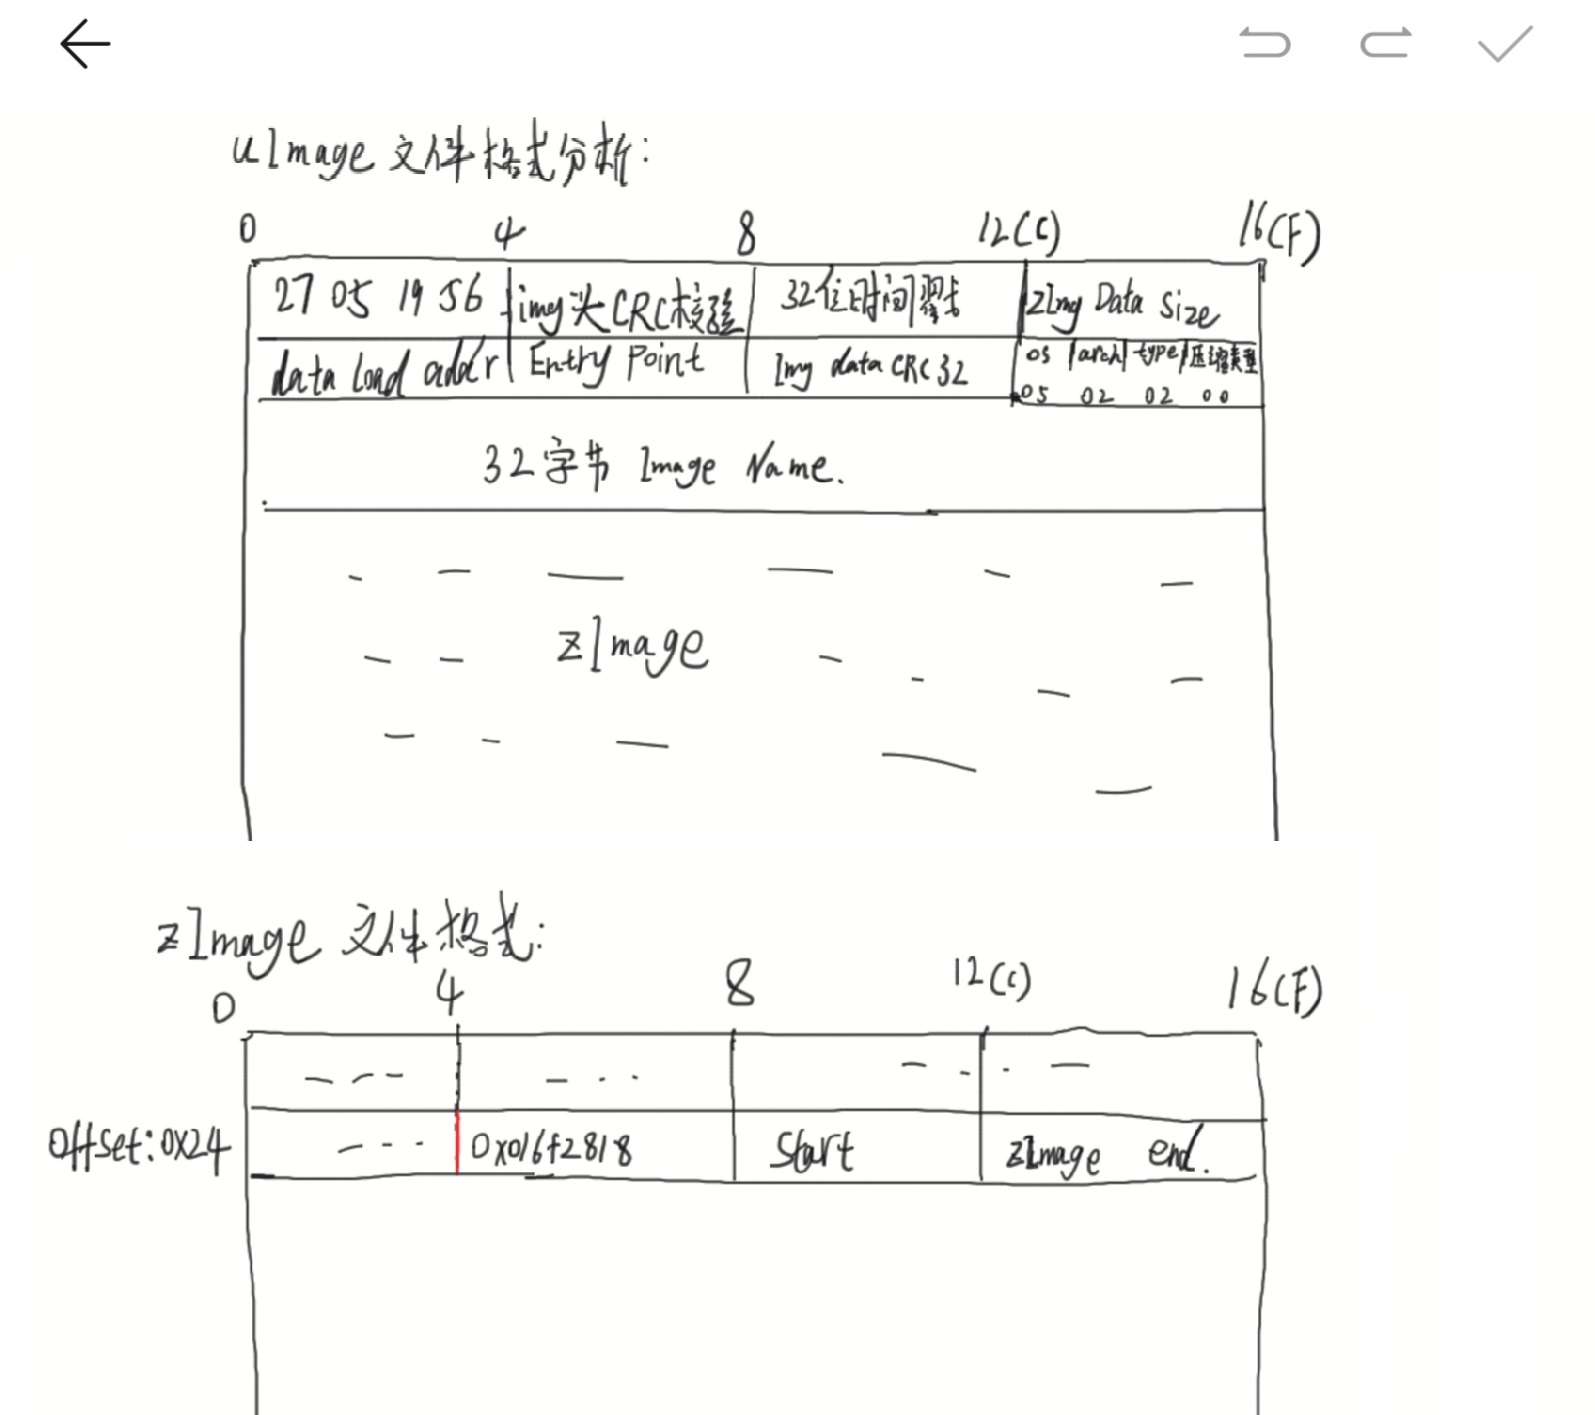 uImage 文件格式分析:
0 4 8 12(C) 16(F)
27 05 19 56 img头CRC校验 32位时间戳 zImg Data Size
data load addr Entry Point Img data CRC32 os arch type 压缩类型
05 02 02 00
32字节 Image Name.
zImage
zImage 文件格式:
0 4 8 12(C) 16(F)
Offset:0x24 0x016f2818 Start zImage end.